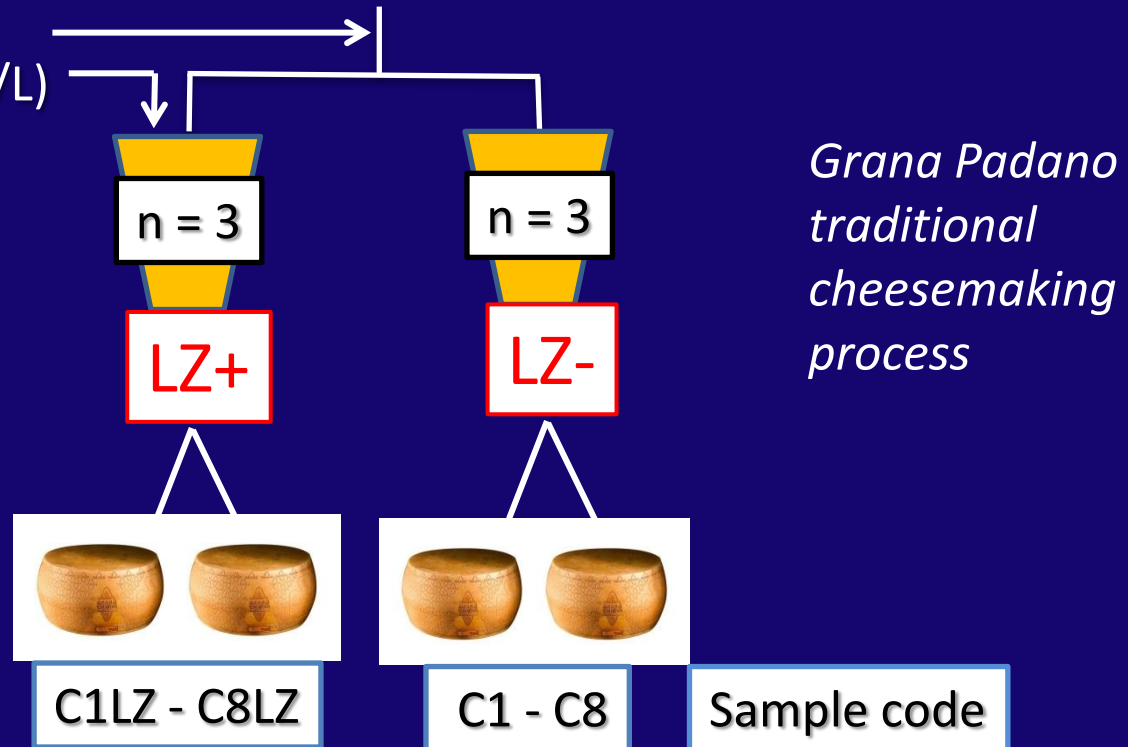 /L)
n = 3
n = 3
Grana Padano
traditional
cheesemaking
process
LZ+
LZ-
C1LZ - C8LZ
C1 - C8
Sample code